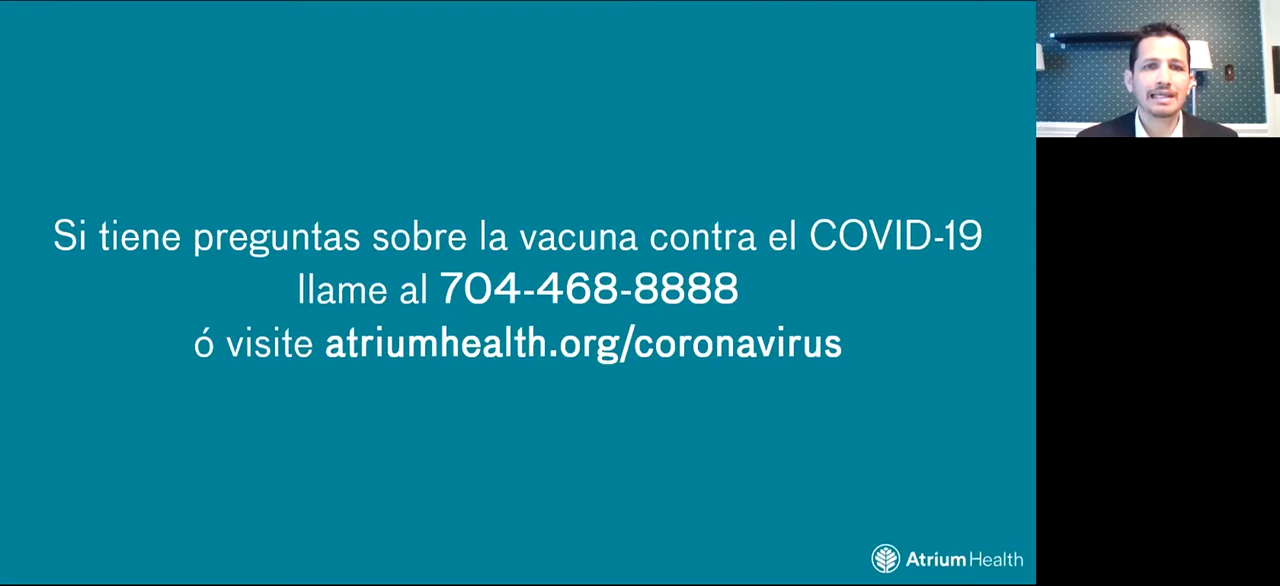 Si tiene preguntas sobre la vacuna contra el COVID-19
llame al 704-468-8888
ó visite atriumhealth.org/coronavirus
Atrium Health